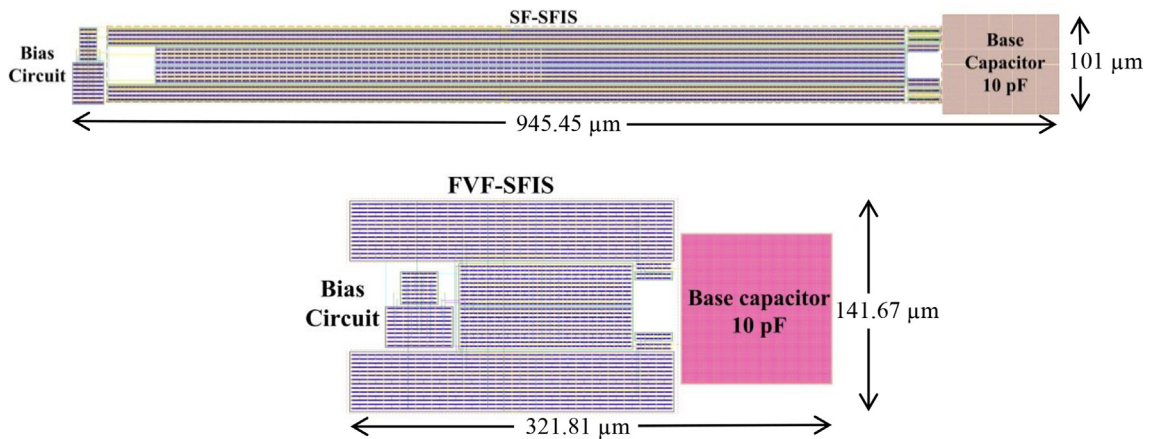 SF-SFIS
Bias
Circuit
Base
Capacitor
10 pF
101 µm
945.45 µm
FVF-SFIS
Bias
Circuit
Base capacitor
10 pF
141.67 µm
321.81 µm